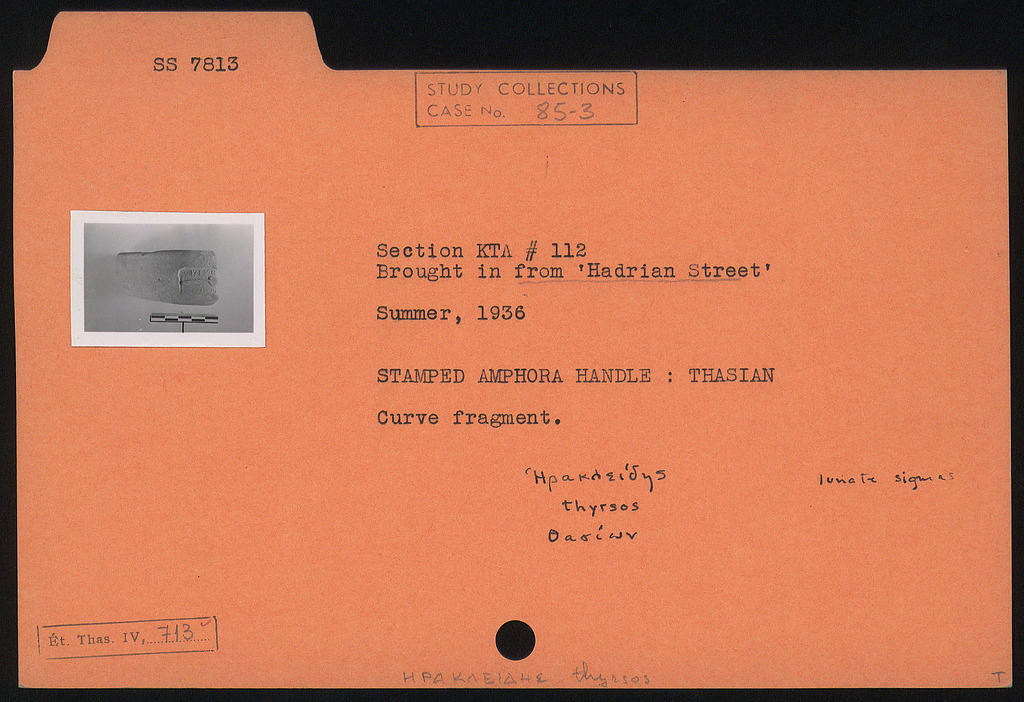 SS 7813
STUDY COLLECTIONS
CASE No. 85-3
Section ΚΤΛ # 112
Brought in from 'Hadrian Street'
Summer, 1936
STAMPED AMPHORA HANDLE : THASIAN
Curve fragment.
Ἡρακλείδης
thyrsos
Θασίων
lunate sigmas
Ét. Thas. IV, 713
ΗΡΑΚΛΕΙΔΗΣ thyrsos
T